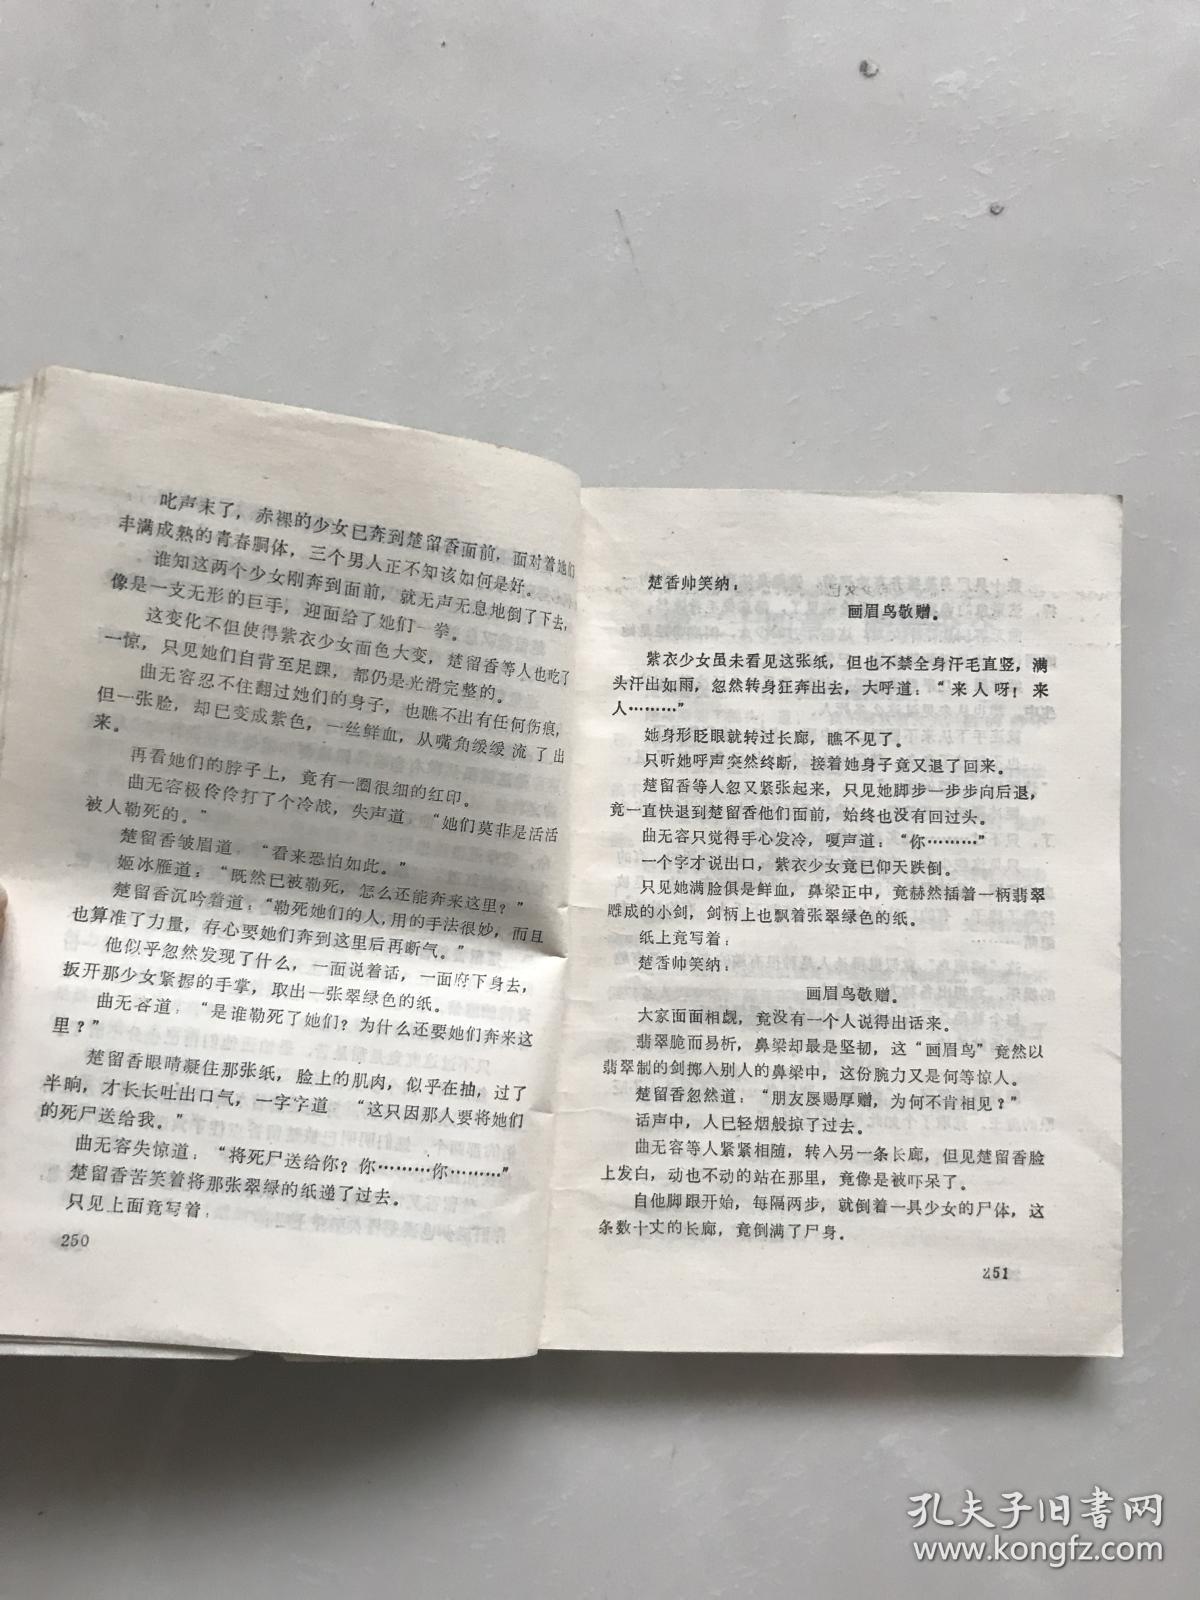 叱声未了，赤裸的少女已奔到楚留香面前，面对着她们
丰满成熟的青春胴体，三个男人正不知该如何是好。
谁知这两个少女刚奔到面前，就无声无息地倒了下去，
像是一支无形的巨手，迎面给了她们一拳。
这变化不但使得紫衣少女面色大变，楚留香等人也吃了
一惊，只见她们自背至足踝，都仍是光滑完整的。
曲无容忍不住翻过她们的身子，也瞧不出有任何伤痕，
但一张脸，却已变成紫色，一丝鲜血，从嘴角缓缓流了出
来。
再看她们的脖子上，竟有一圈很细的红印。
曲无容极伶伶打了个冷战，失声道 “她们莫非是活活
被人勒死的。”
楚留香皱眉道：“看来恐怕如此。”
姬冰雁道：“既然已被勒死，怎么还能奔来这里？”
楚留香沉吟着道：“勒死她们的人，用的手法很妙，而且
也算准了力量，存心要她们奔到这里后再断气。”
他似乎忽然发现了什么，一面说着话，一面府下身去，
扳开那少女紧握的手掌，取出一张翠绿色的纸。
曲无容道：“是谁勒死了她们？为什么还要她们奔来这
里？”
楚留香眼睛凝住那张纸，脸上的肌肉，似乎在抽，过了
半晌，才长长吐出口气，一字字道 “这只因那人要将她们
的死尸送给我。”
曲无容失惊道：“将死尸送给你？你………你………”
楚留香苦笑着将那张翠绿的纸递了过去。
只见上面竟写着：
250
楚香帅笑纳：
画眉鸟敬赠。
紫衣少女虽未看见这张纸，但也不禁全身汗毛直竖，满
头汗出如雨，忽然转身狂奔出去，大呼道：“来人呀！来
人………”
她身形眨眼就转过长廊，瞧不见了。
只听她呼声突然终断，接着她身子竟又退了回来。
楚留香等人忽又紧张起来，只见她脚步一步步向后退，
竟一直快退到楚留香他们面前，始终也没有回过头。
曲无容只觉得手心发冷，嗄声道：“你………”
一个字才说出口，紫衣少女竟已仰天跌倒。
只见她满脸俱是鲜血，鼻梁正中，竟赫然插着一柄翡翠
雕成的小剑，剑柄上也飘着张翠绿色的纸。
纸上竟写着：
楚香帅笑纳：
画眉鸟敬赠。
大家面面相觑，竟没有一个人说得出话来。
翡翠脆而易析，鼻梁却最是坚韧，这“画眉鸟”竟然以
翡翠制的剑掷入别人的鼻梁中，这份腕力又是何等惊人。
楚留香忽然道：“朋友屡赐厚赠，为何不肯相见？”
话声中，人已轻烟般掠了过去。
曲无容等人紧紧相随，转入另一条长廊，但见楚留香脸
上发白，动也不动的站在那里，竟像是被吓呆了。
自他脚跟开始，每隔两步，就倒着一具少女的尸体，这
条数十丈的长廊，竟倒满了尸身。
251
孔夫子旧书网
www.kongfz.com